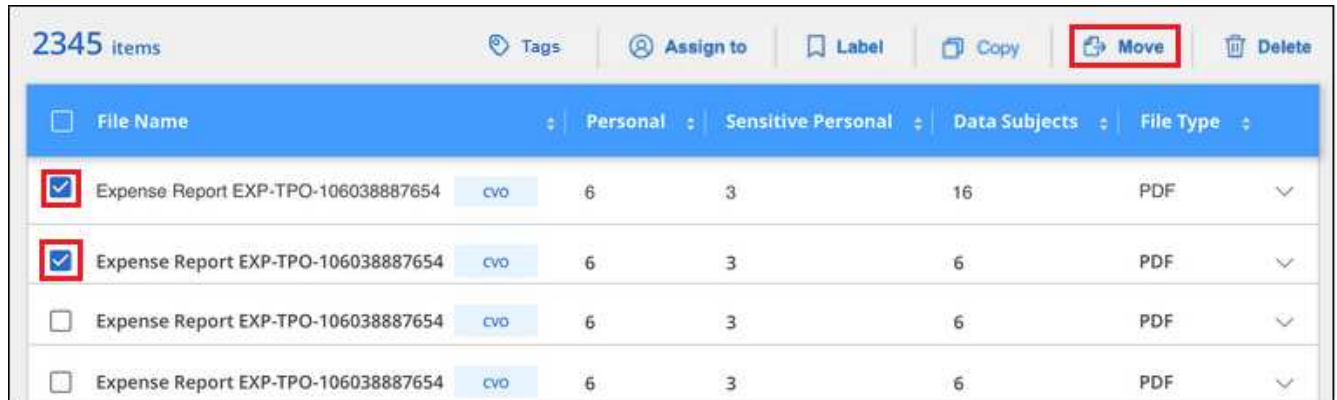 2345 items Tags Assign to Label Copy Move Delete
File Name Personal Sensitive Personal Data Subjects File Type
Expense Report EXP-TPO-106038887654 cvo 6 3 16 PDF
Expense Report EXP-TPO-106038887654 cvo 6 3 6 PDF
Expense Report EXP-TPO-106038887654 cvo 6 3 6 PDF
Expense Report EXP-TPO-106038887654 cvo 6 3 6 PDF